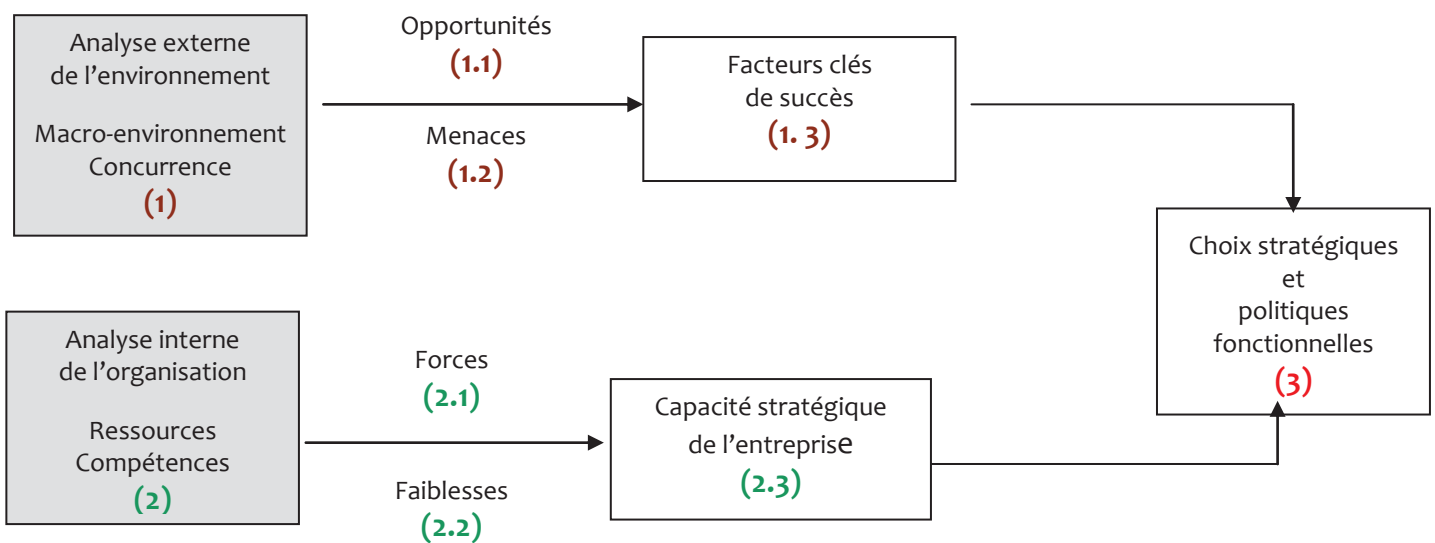 Analyse externe
de l’environnement
Macro-environnement
Concurrence
(1)
Opportunités
(1.1)
Menaces
(1.2)
Facteurs clés
de succès
(1. 3)
Choix stratégiques
et
politiques
fonctionnelles
(3)
Analyse interne
de l’organisation
Ressources
Compétences
(2)
Forces
(2.1)
Faiblesses
(2.2)
Capacité stratégique
de l’entreprise
(2.3)